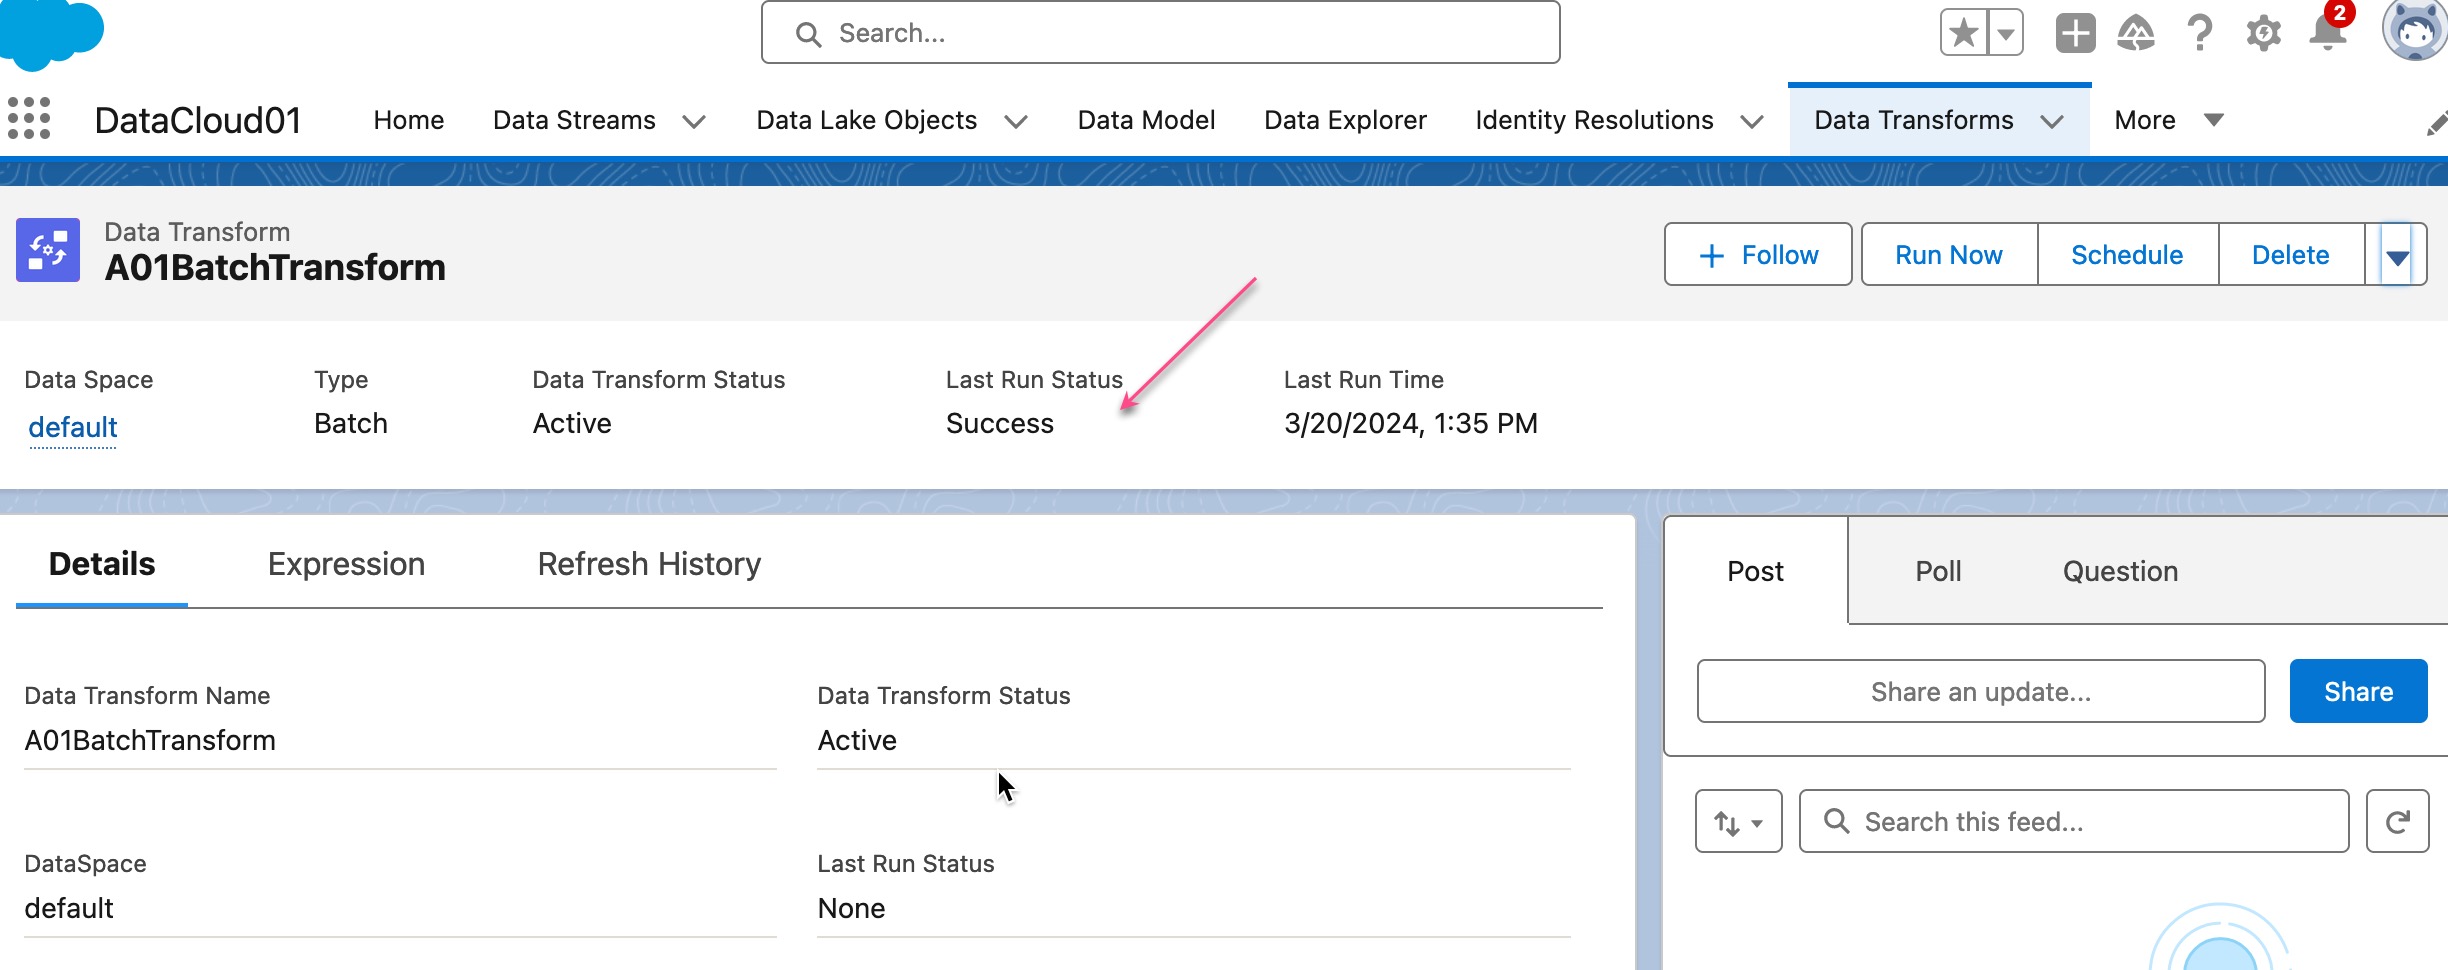 Search...
2
DataCloud01 Home Data Streams Data Lake Objects Data Model Data Explorer Identity Resolutions Data Transforms More
Data Transform
A01BatchTransform
Follow Run Now Schedule Delete
Data Space Type Data Transform Status Last Run Status Last Run Time
default Batch Active Success 3/20/2024, 1:35 PM
Details Expression Refresh History
Post Poll Question
Data Transform Name Data Transform Status
A01BatchTransform Active
Share an update... Share
DataSpace Last Run Status
default None
Search this feed...